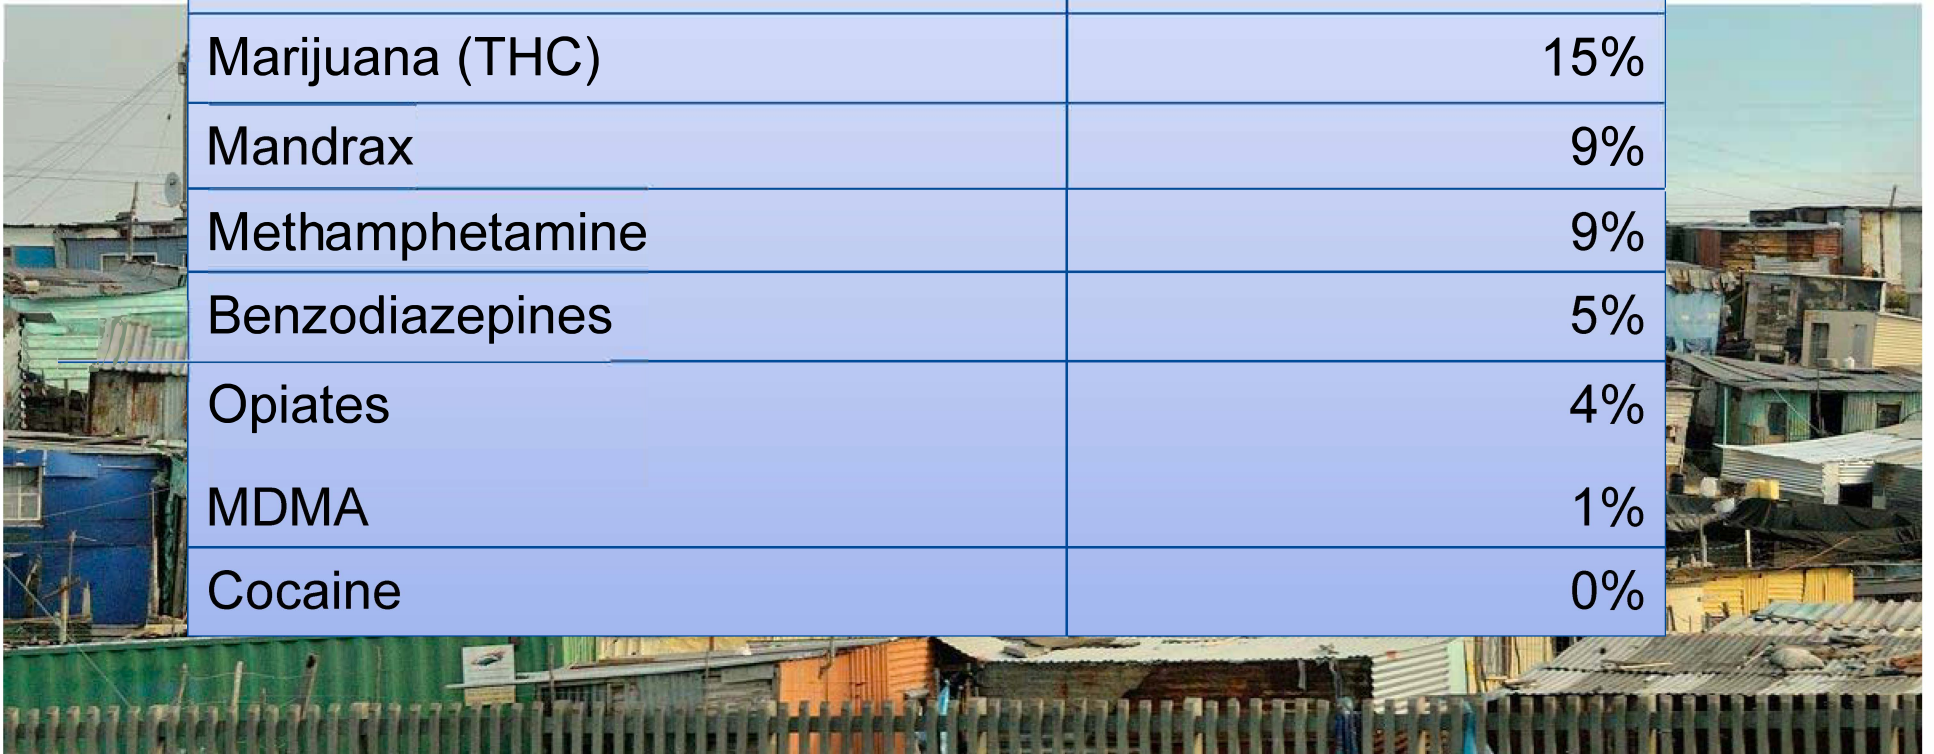 Marijuana (THC) 15%
Mandrax 9%
Methamphetamine 9%
Benzodiazepines 5%
Opiates 4%
MDMA 1%
Cocaine 0%